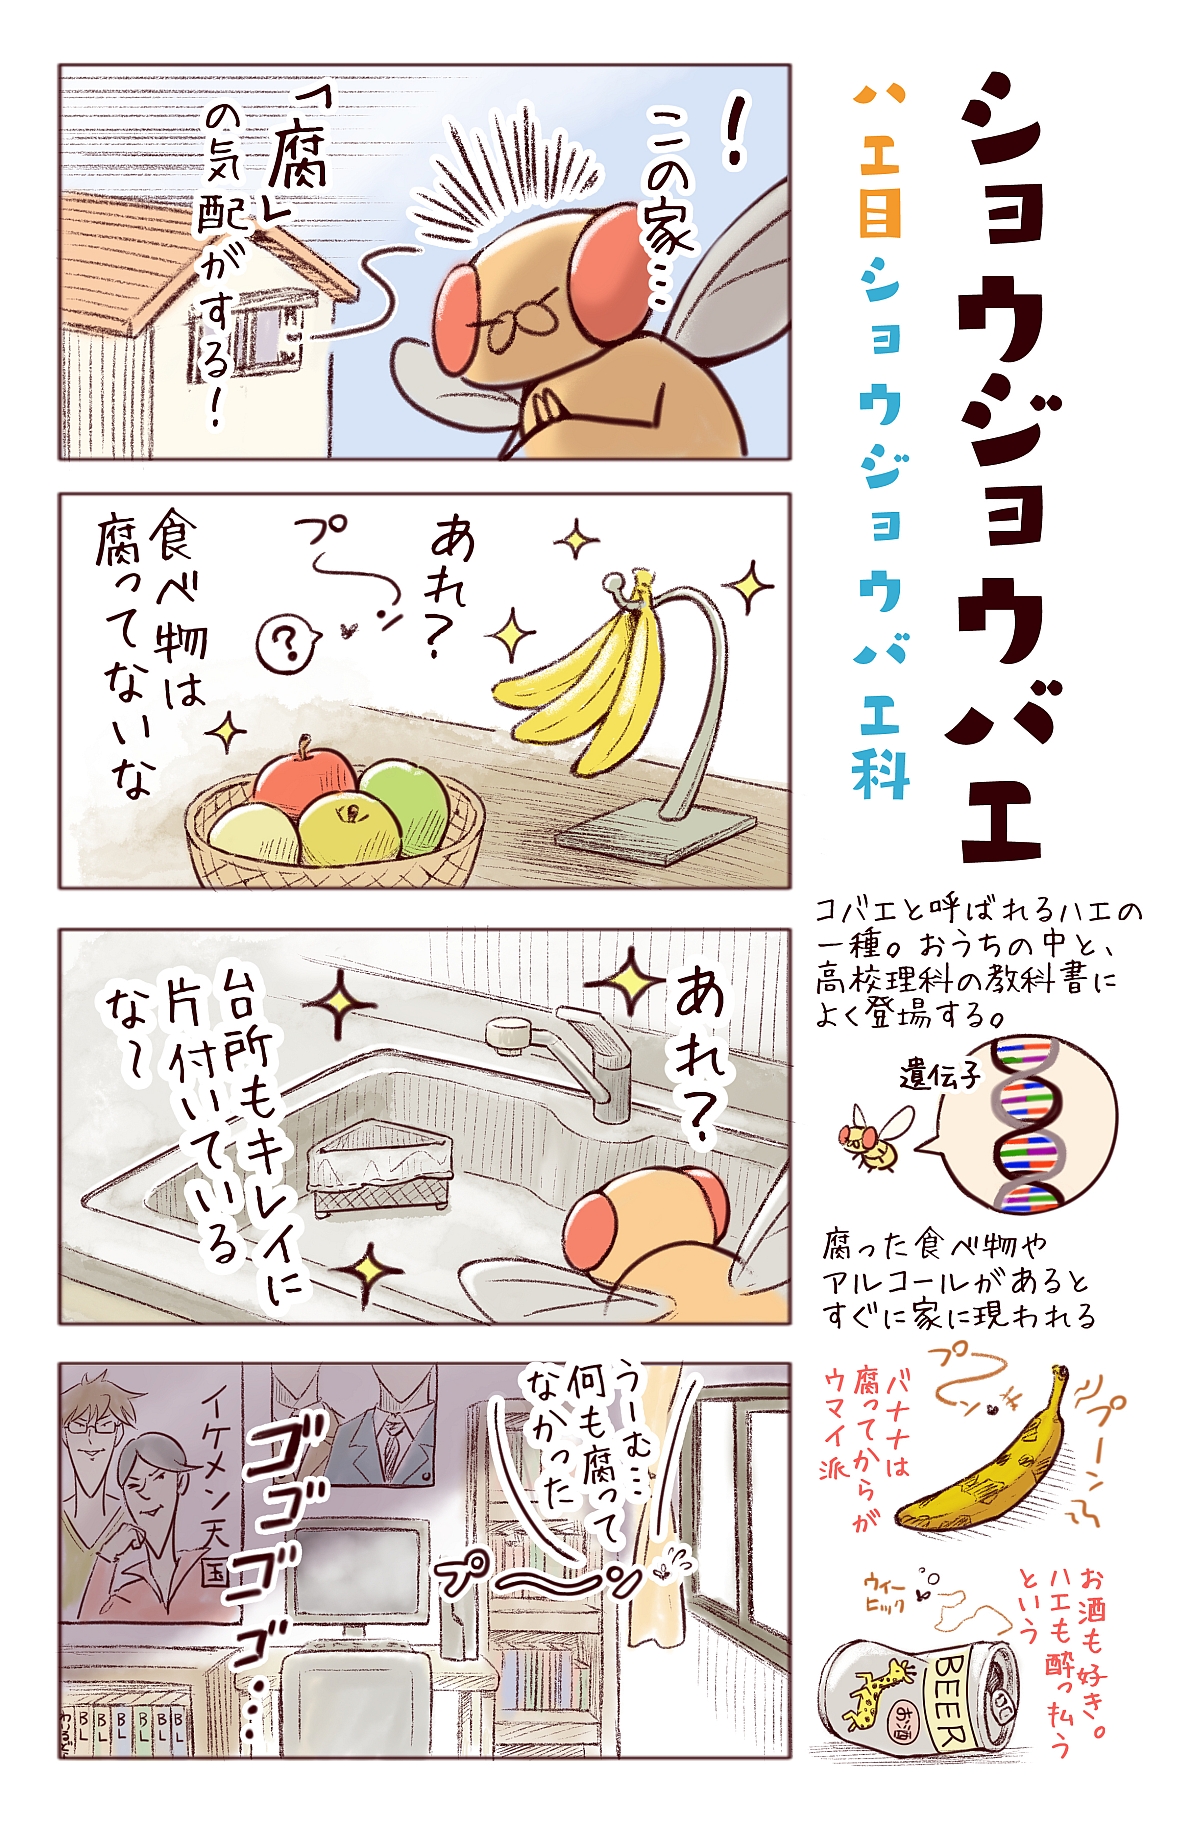 ショウジョウバエ
ハエ目ショウジョウバエ科
コバエと呼ばれるハエの
一種。おうちの中と、
高校理科の教科書に
よく登場する。
遺伝子
腐った食べ物や
アルコールがあると
すぐに家に現われる
プーン
プーン
バナナは
腐ってからが
ウマイ派
お酒も好き。
ハエも酔っ払う
という
ウィー
ヒック
BEER
お酒
！
この家…
「腐」
の気配がする！
あれ？
プーン
？
食べ物は
腐ってないな
あれ？
台所もキレイに
片付いている
な〜
うーむ…
何も腐って
なかった
プ〜ン
ゴゴゴゴ…
イケメン天国
BL
BL
BL
BL
BL
BL